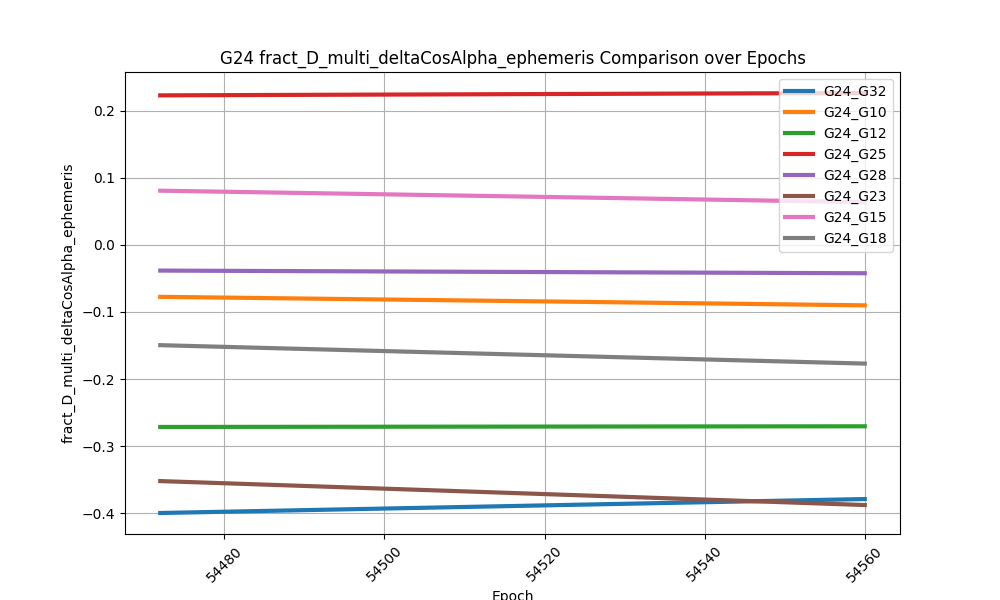 G24 fract_D_multi_deltaCosAlpha_ephemeris Comparison over Epochs
fract_D_multi_deltaCosAlpha_ephemeris
0.2
0.1
0.0
−0.1
−0.2
−0.3
−0.4
G24_G32
G24_G10
G24_G12
G24_G25
G24_G28
G24_G23
G24_G15
G24_G18
54480
54500
54520
54540
54560
Epoch